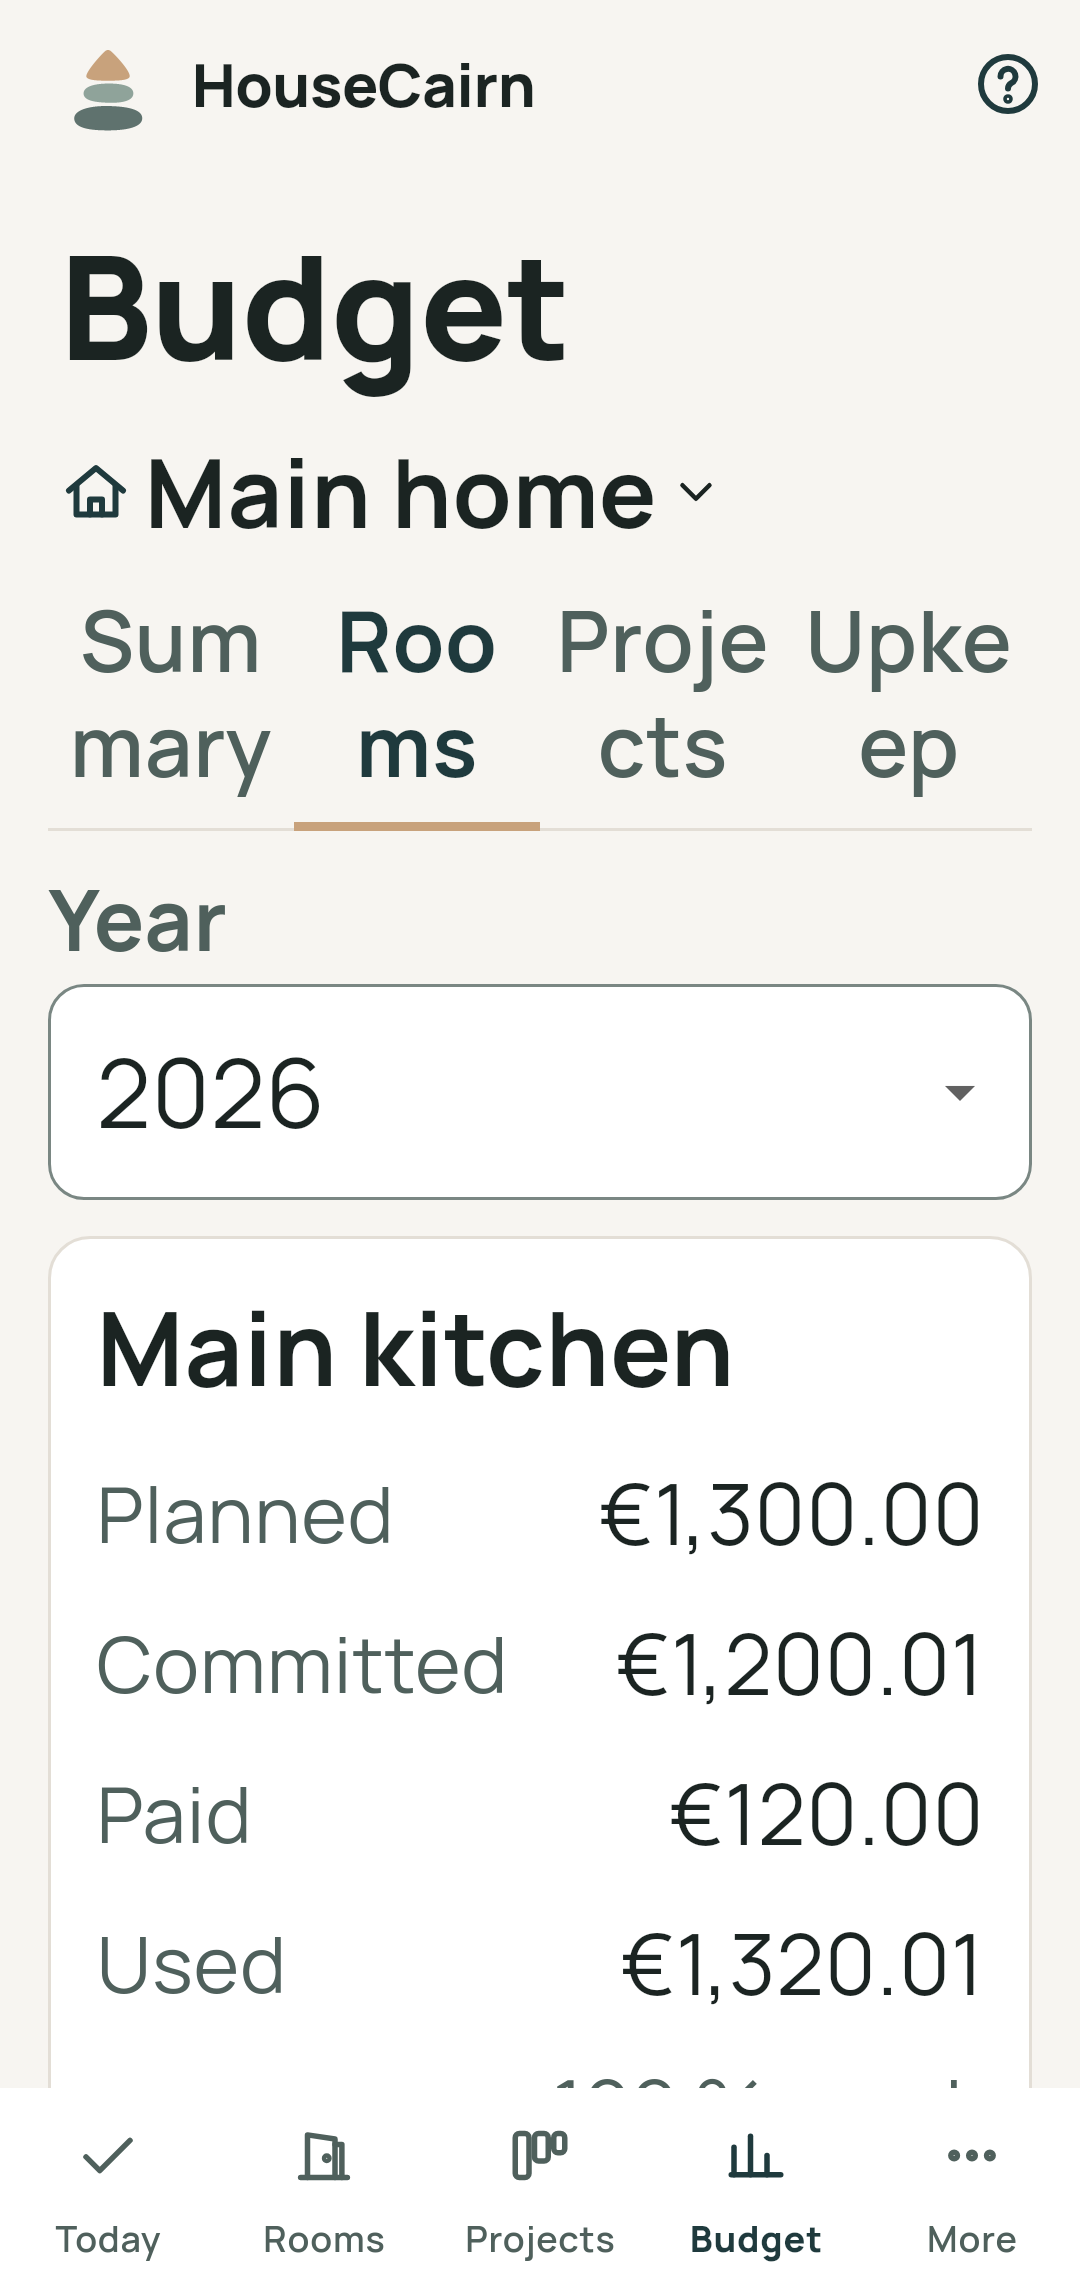 HouseCairn
Budget
Main home
Sum Roo Proje Upke
mary ms cts ep
Year
2026
Main kitchen
Planned €1,300.00
Committed €1,200.01
Paid €120.00
Used €1,320.01
Today Rooms Projects Budget More